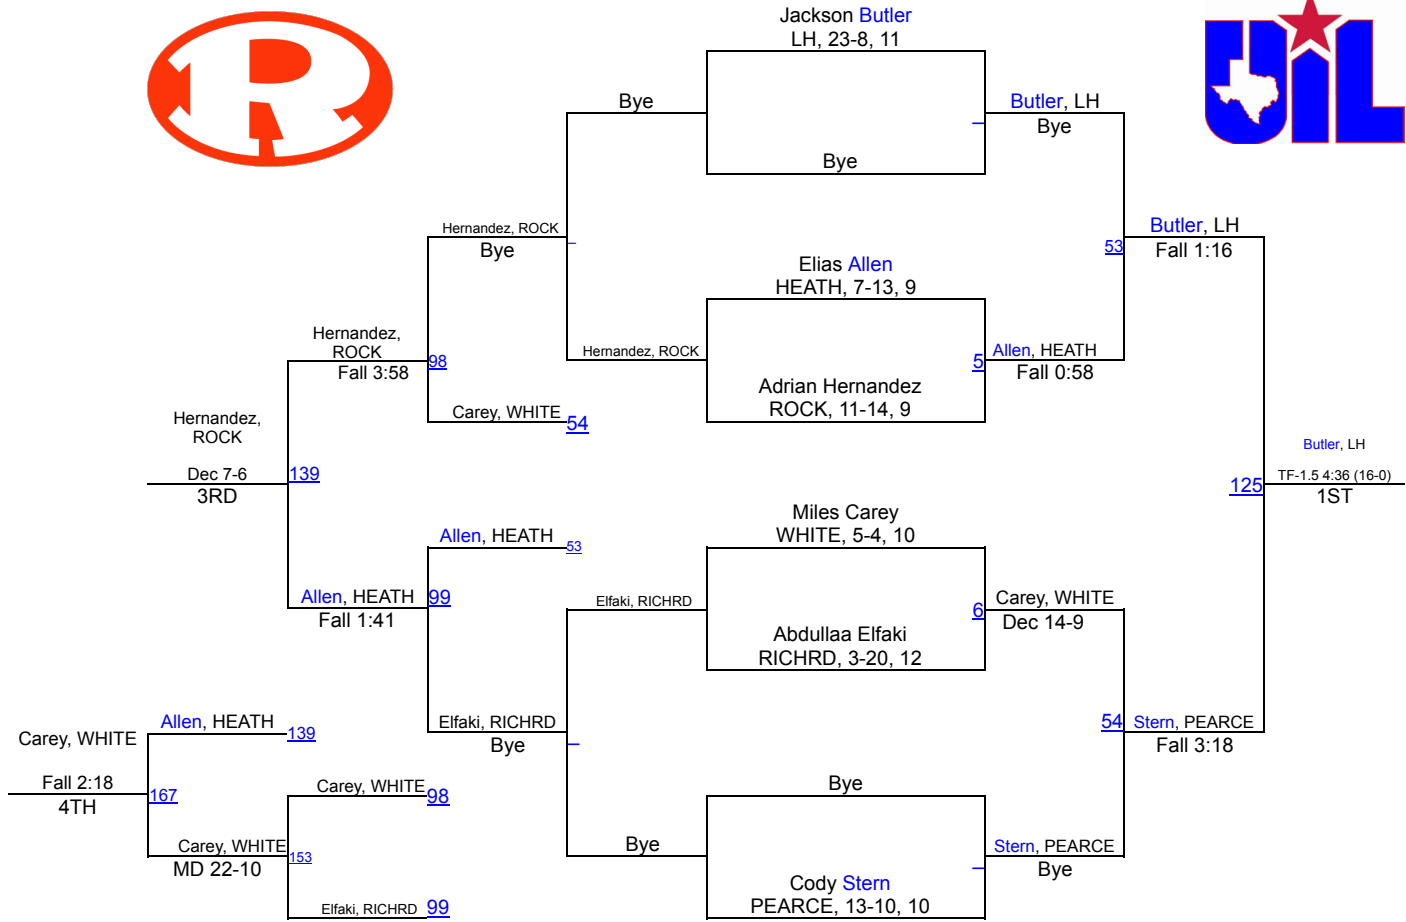 R
UIL
Jackson Butler
LH, 23-8, 11
Bye
Butler, LH
Bye
Bye
Hernandez, ROCK
Bye
Butler, LH
53
Fall 1:16
Elias Allen
HEATH, 7-13, 9
Hernandez,
ROCK
Fall 3:58
98
Hernandez, ROCK
5
Allen, HEATH
Fall 0:58
Adrian Hernandez
ROCK, 11-14, 9
Carey, WHITE
54
Hernandez,
ROCK
Dec 7-6
3RD
139
Butler, LH
125
TF-1.5 4:36 (16-0)
1ST
Miles Carey
WHITE, 5-4, 10
Allen, HEATH
53
Allen, HEATH
Fall 1:41
99
Elfaki, RICHRD
6
Carey, WHITE
Dec 14-9
Abdullaa Elfaki
RICHRD, 3-20, 12
Elfaki, RICHRD
Bye
54
Stern, PEARCE
Fall 3:18
Carey, WHITE
Allen, HEATH
139
Fall 2:18
4TH
167
Carey, WHITE
98
Bye
Carey, WHITE
MD 22-10
153
Bye
Stern, PEARCE
Bye
Cody Stern
PEARCE, 13-10, 10
Elfaki, RICHRD
99